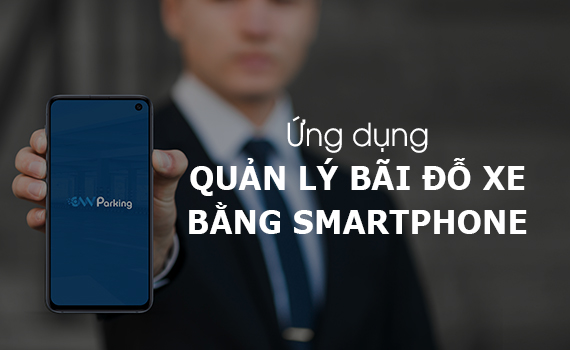 Ứng dụng
QUẢN LÝ BÃI ĐỖ XE
BẰNG SMARTPHONE
Parking